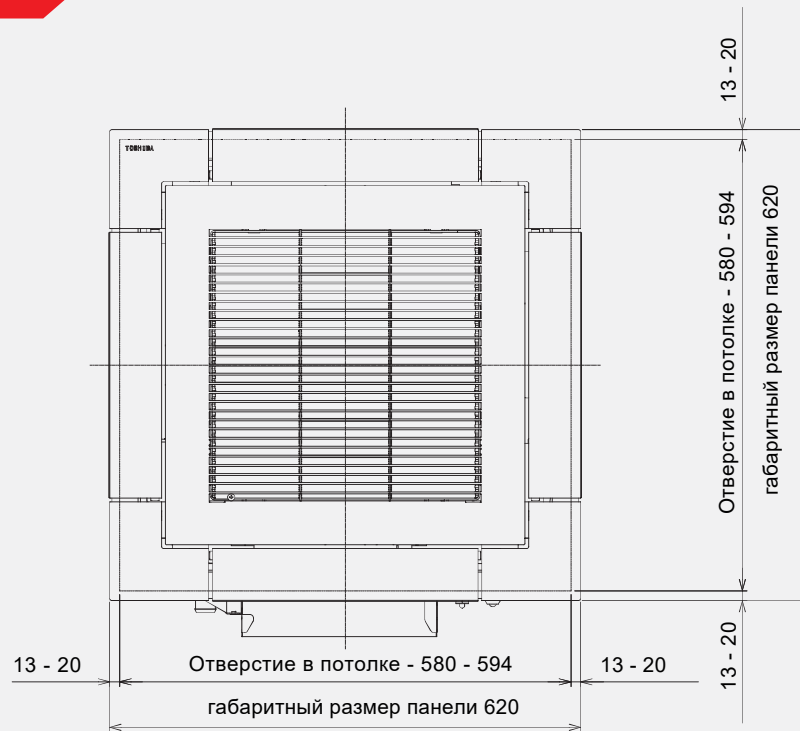 13 - 20
TOSHIBA
Отверстие в потолке - 580 - 594
габаритный размер панели 620
13 - 20
13 - 20
Отверстие в потолке - 580 - 594
13 - 20
габаритный размер панели 620